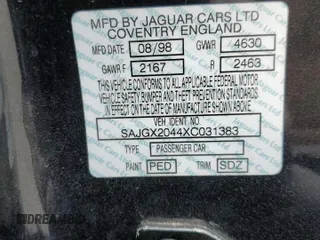 MFD BY JAGUAR CARS LTD
COVENTRY ENGLAND
MFG DATE 08/98 GVWR 4630
GAWR F 2167 R 2463
THIS VEHICLE CONFORMS TO ALL FEDERAL MOTOR
VEHICLE SAFETY BUMPER AND THEFT PREVENTION
STANDARDS IN EFFECT ON THE
DATE OF MANUFACTURE SHOWN ABOVE
VEH. IDENT No
SAJGX2044XC031383
TYPE PASSENGER CAR
PAINT PED TRIM SDZ
DREAMBID